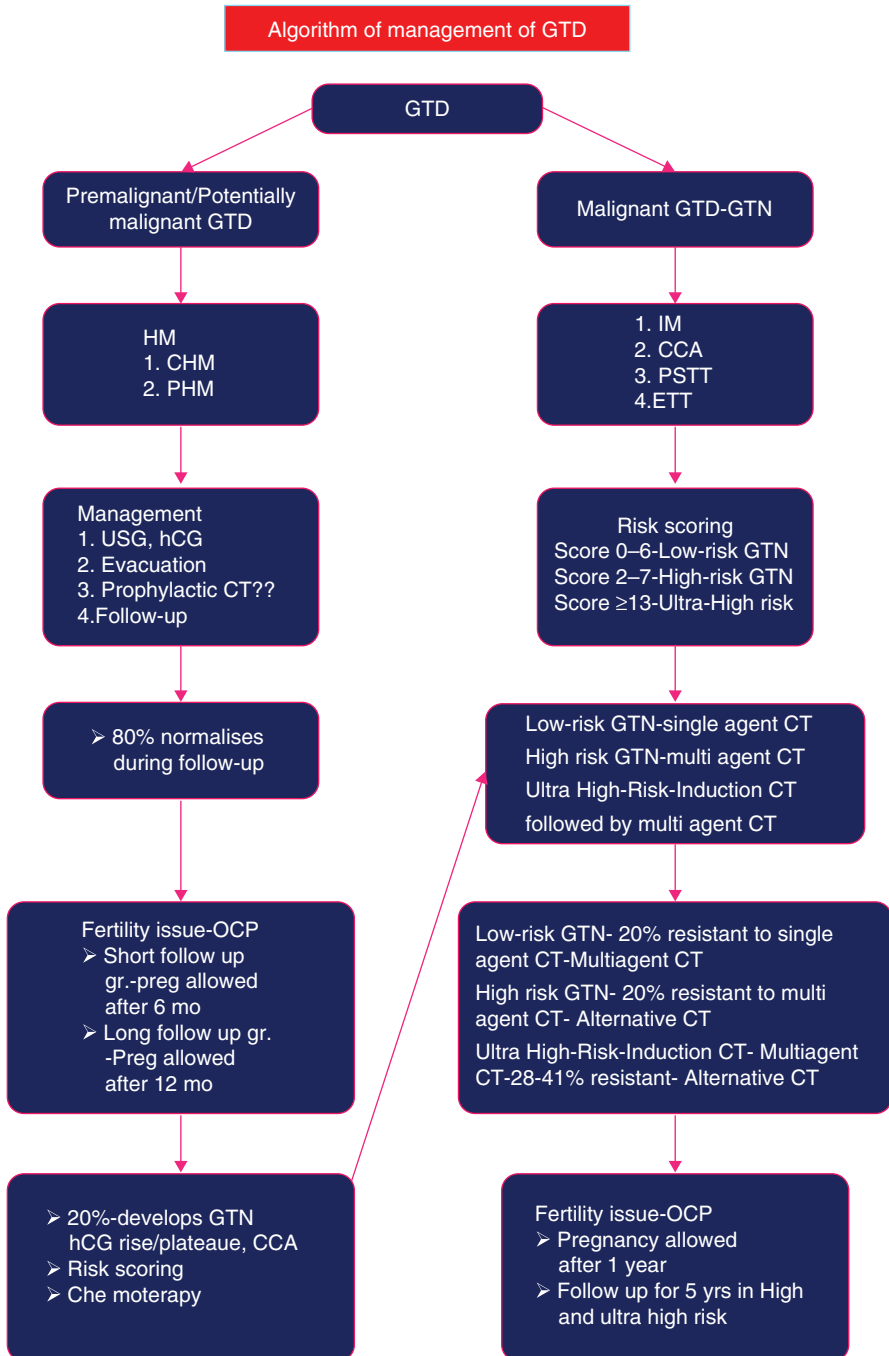 Algorithm of management of GTD
GTD
Premalignant/Potentially
malignant GTD
HM
1. CHM
2. PHM
Management
1. USG, hCG
2. Evacuation
3. Prophylactic CT??
4.Follow-up
➢ 80% normalises
during follow-up
Fertility issue-OCP
➢ Short follow up
gr.-preg allowed
after 6 mo
➢ Long follow up gr.
-Preg allowed
after 12 mo
➢ 20%-develops GTN
hCG rise/plateaue, CCA
➢ Risk scoring
➢ Che moterapy
Malignant GTD-GTN
1. IM
2. CCA
3. PSTT
4.ETT
Risk scoring
Score 0–6-Low-risk GTN
Score 2–7-High-risk GTN
Score ≥13-Ultra-High risk
Low-risk GTN-single agent CT
High risk GTN-multi agent CT
Ultra High-Risk-Induction CT
followed by multi agent CT
Low-risk GTN- 20% resistant to single
agent CT-Multiagent CT
High risk GTN- 20% resistant to multi
agent CT- Alternative CT
Ultra High-Risk-Induction CT- Multiagent
CT-28-41% resistant- Alternative CT
Fertility issue-OCP
➢ Pregnancy allowed
after 1 year
➢ Follow up for 5 yrs in High
and ultra high risk